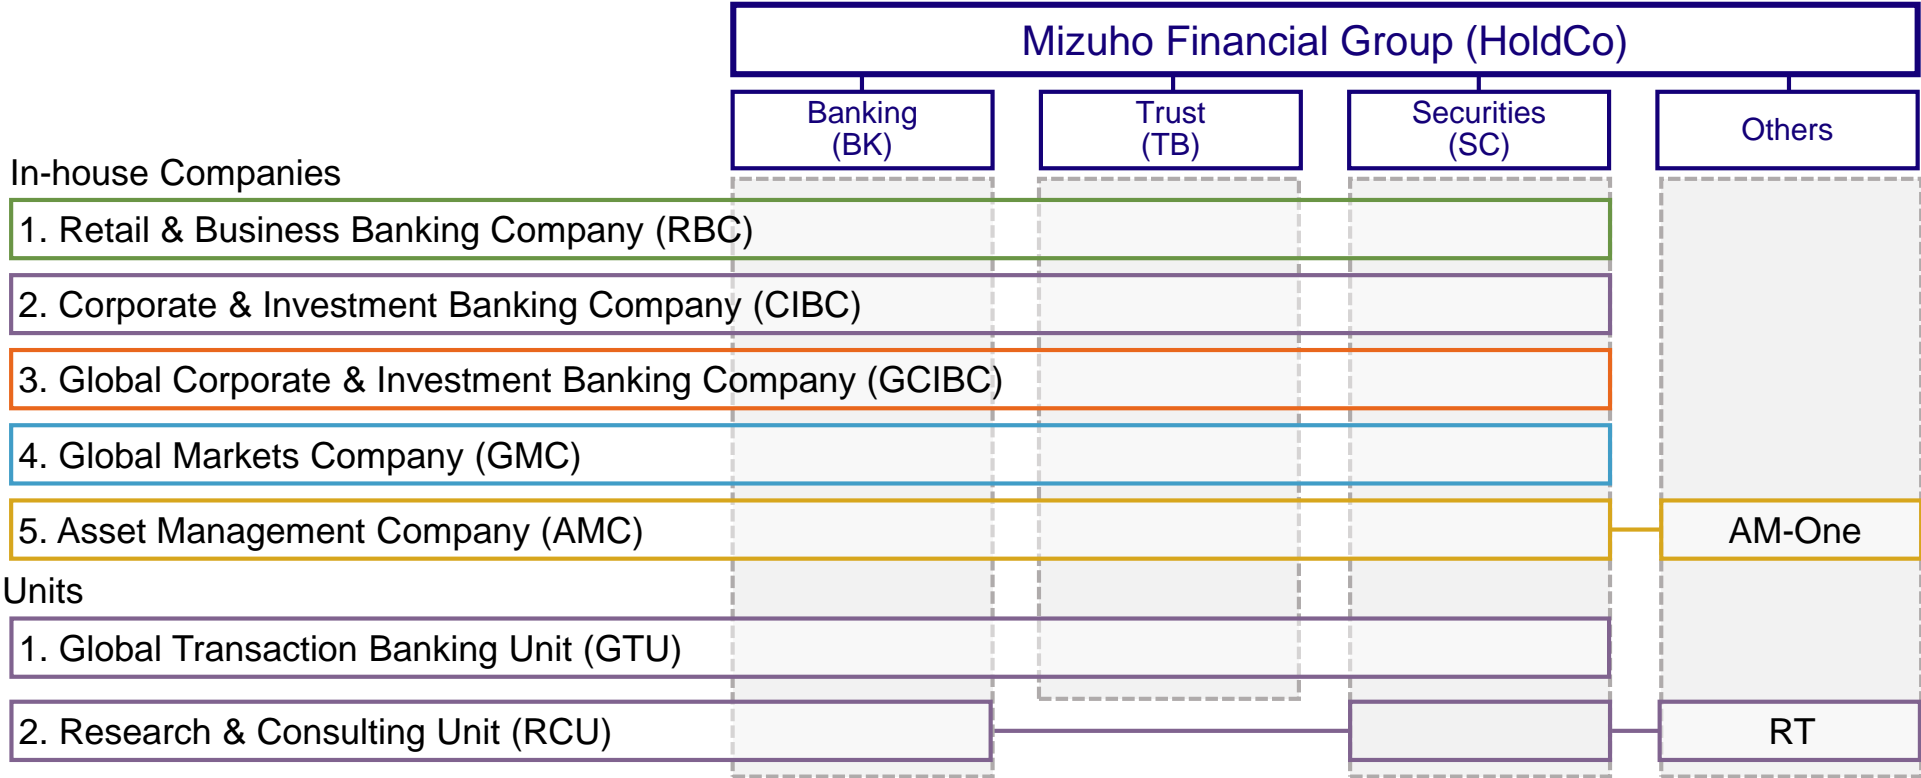 Mizuho Financial Group (HoldCo)
Banking
(BK)
Trust
(TB)
Securities
(SC)
Others
In-house Companies
1. Retail & Business Banking Company (RBC)
2. Corporate & Investment Banking Company (CIBC)
3. Global Corporate & Investment Banking Company (GCIBC)
4. Global Markets Company (GMC)
5. Asset Management Company (AMC)
AM-One
Units
1. Global Transaction Banking Unit (GTU)
2. Research & Consulting Unit (RCU)
RT